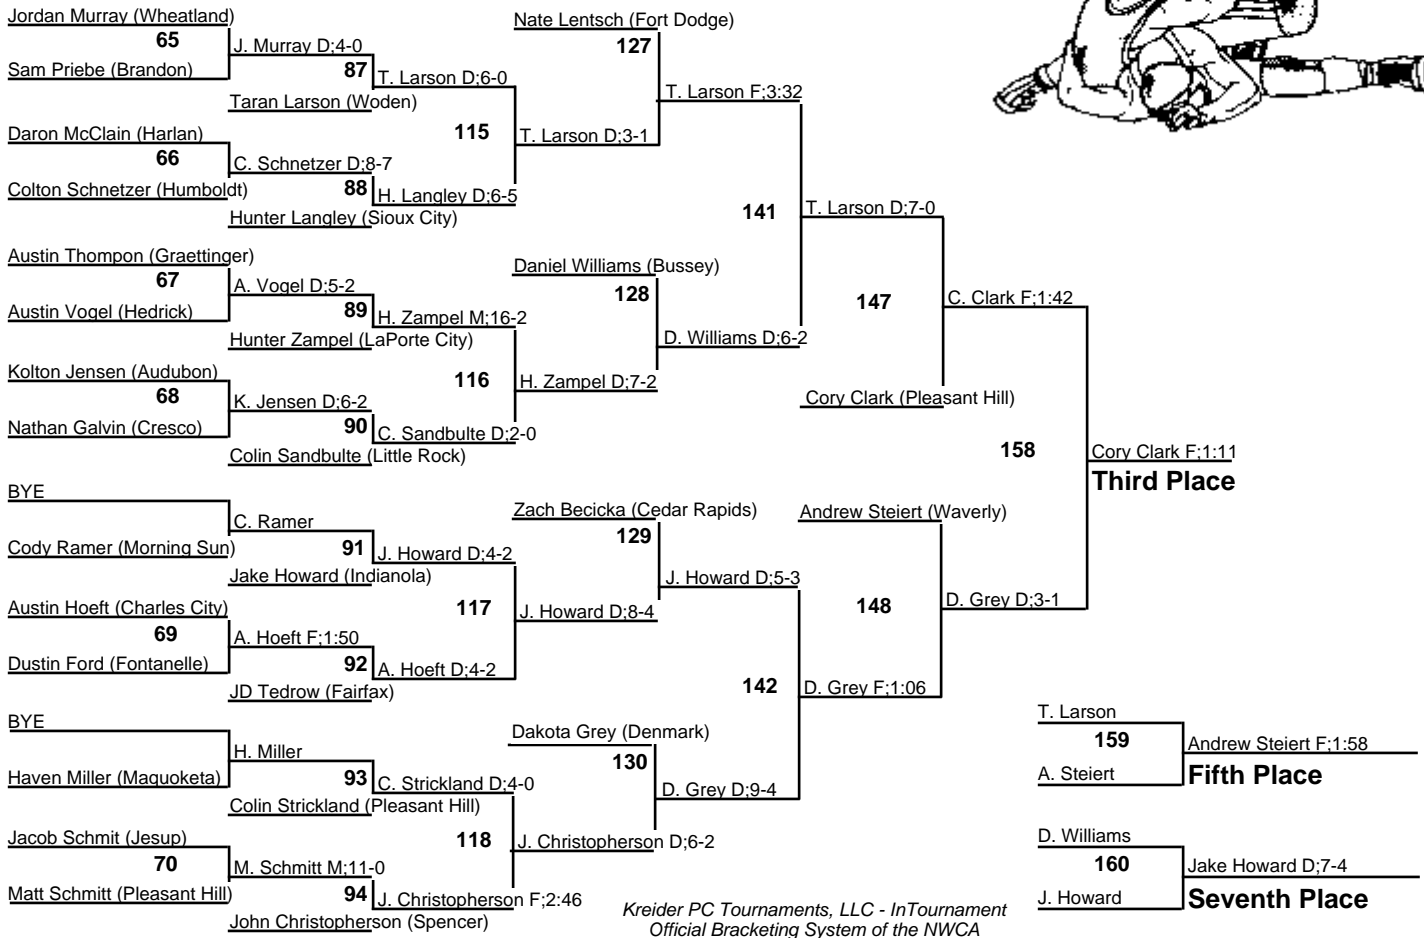 Jordan Murray (Wheatland)
65
Sam Priebe (Brandon)
J. Murray D;4-0
87
Taran Larson (Woden)
T. Larson D;6-0
Daron McClain (Harlan)
66
Colton Schnetzer (Humboldt)
C. Schnetzer D;8-7
88
Hunter Langley (Sioux City)
H. Langley D;6-5
115
T. Larson D;3-1
Nate Lentsch (Fort Dodge)
127
T. Larson F;3:32
Austin Thompon (Graettinger)
67
Austin Vogel (Hedrick)
A. Vogel D;5-2
89
Hunter Zampel (LaPorte City)
H. Zampel M;16-2
Kolton Jensen (Audubon)
68
Nathan Galvin (Cresco)
K. Jensen D;6-2
90
Colin Sandbulte (Little Rock)
C. Sandbulte D;2-0
116
H. Zampel D;7-2
Daniel Williams (Bussey)
128
D. Williams D;6-2
141
T. Larson D;7-0
147
Cory Clark (Pleasant Hill)
C. Clark F;1:42
BYE
Cody Ramer (Morning Sun)
C. Ramer
91
Jake Howard (Indianola)
J. Howard D;4-2
Austin Hoeft (Charles City)
69
Dustin Ford (Fontanelle)
A. Hoeft F;1:50
92
JD Tedrow (Fairfax)
A. Hoeft D;4-2
117
J. Howard D;8-4
Zach Becicka (Cedar Rapids)
129
J. Howard D;5-3
BYE
Haven Miller (Maquoketa)
H. Miller
93
Colin Strickland (Pleasant Hill)
C. Strickland D;4-0
Jacob Schmit (Jesup)
70
Matt Schmitt (Pleasant Hill)
M. Schmitt M;11-0
94
John Christopherson (Spencer)
J. Christopherson F;2:46
118
J. Christopherson D;6-2
Dakota Grey (Denmark)
130
D. Grey D;9-4
142
D. Grey F;1:06
Andrew Steiert (Waverly)
148
D. Grey D;3-1
158
Cory Clark F;1:11
Third Place
T. Larson
159
A. Steiert
Andrew Steiert F;1:58
Fifth Place
D. Williams
160
J. Howard
Jake Howard D;7-4
Seventh Place
Kreider PC Tournaments, LLC - InTournament
Official Bracketing System of the NWCA